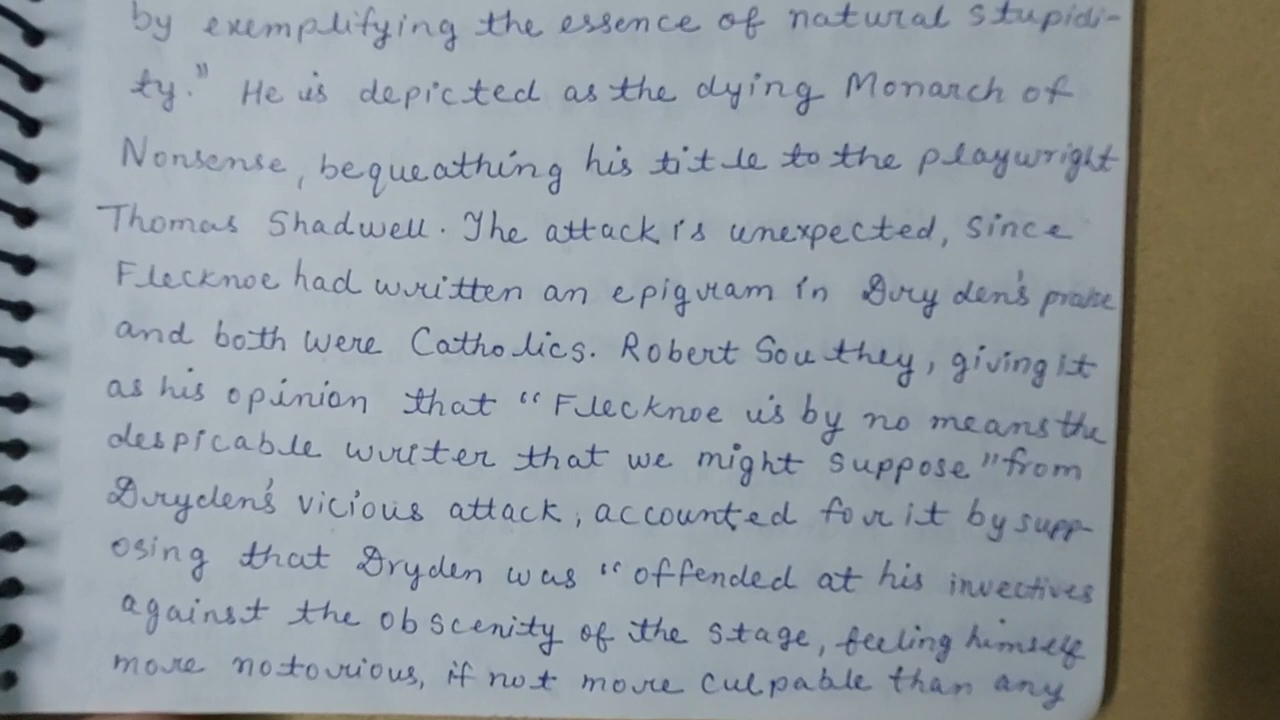 by exemplifying the essence of natural stupidi-
ty." He is depicted as the dying Monarch of
Nonsense, bequeathing his title to the playwright
Thomas Shadwell. The attack is unexpected, since
Flecknoe had written an epigram in Dryden's praise
and both were Catholics. Robert Southey, giving it
as his opinion that "Flecknoe is by no means the
despicable writer that we might suppose" from
Dryden's vicious attack, accounted for it by supp-
osing that Dryden was "offended at his invectives
against the obscenity of the stage, feeling himself
more notorious, if not more culpable than any